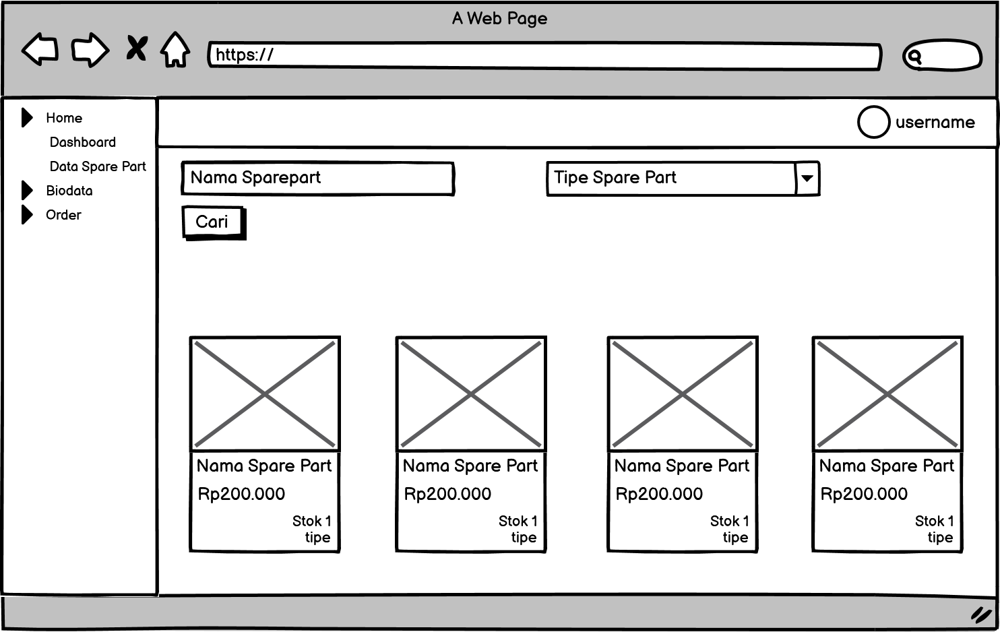 A Web Page
https://
Home
Dashboard
Data Spare Part
Biodata
Order
username
Nama Sparepart
Tipe Spare Part
Cari
Nama Spare Part
Rp200.000
Stok 1
tipe
Nama Spare Part
Rp200.000
Stok 1
tipe
Nama Spare Part
Rp200.000
Stok 1
tipe
Nama Spare Part
Rp200.000
Stok 1
tipe